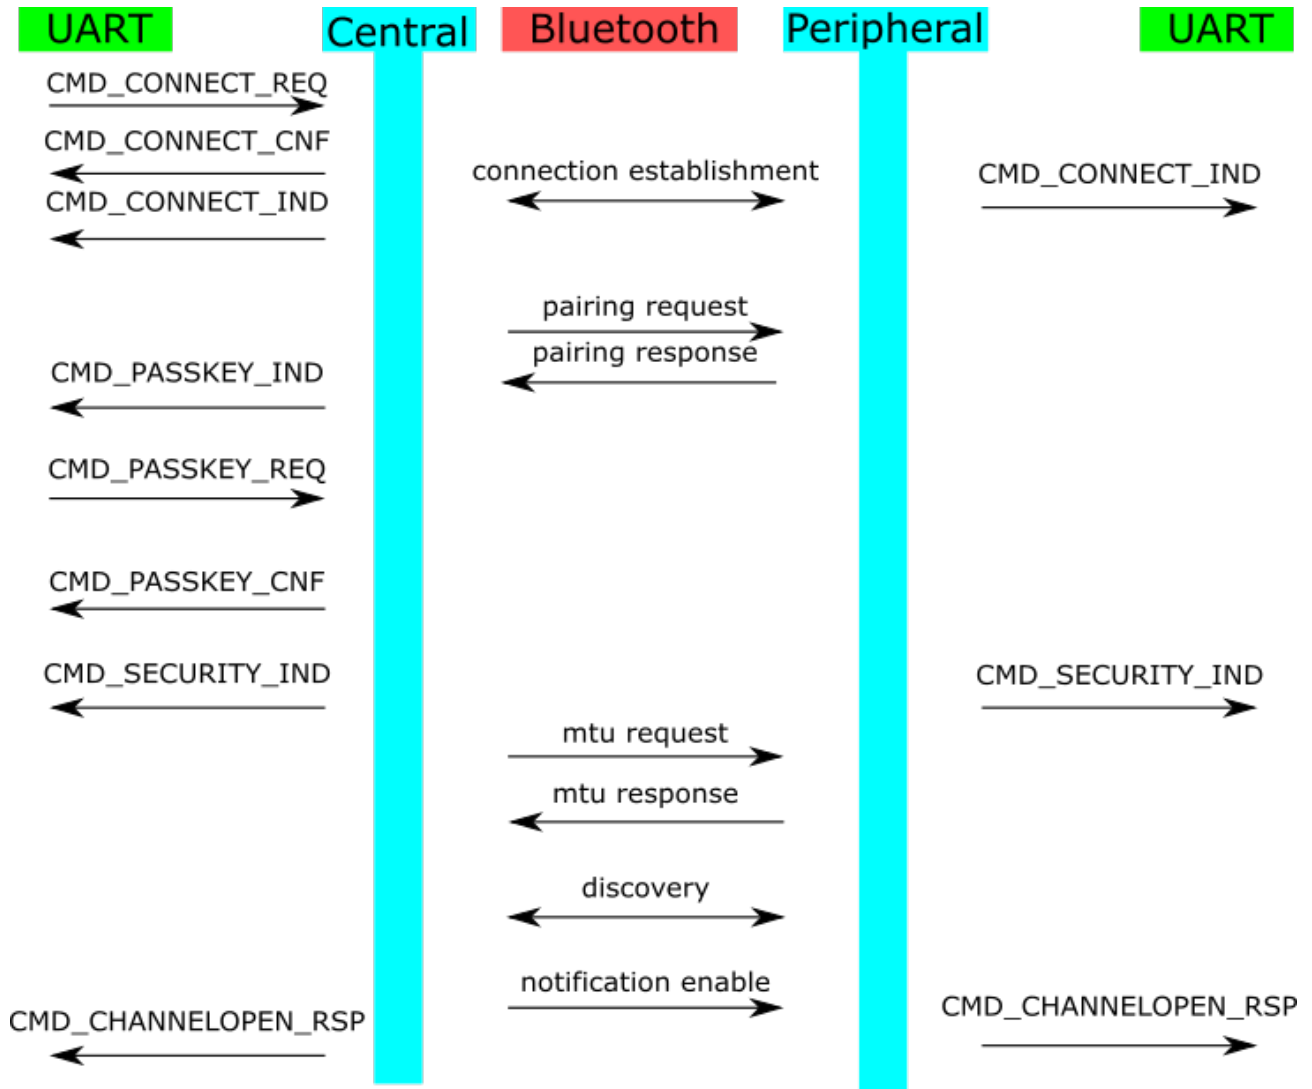 UART
Central
Bluetooth
Peripheral
UART
CMD_CONNECT_REQ
CMD_CONNECT_CNF
connection establishment
CMD_CONNECT_IND
CMD_CONNECT_IND
pairing request
pairing response
CMD_PASSKEY_IND
CMD_PASSKEY_REQ
CMD_PASSKEY_CNF
CMD_SECURITY_IND
CMD_SECURITY_IND
mtu request
mtu response
discovery
notification enable
CMD_CHANNELOPEN_RSP
CMD_CHANNELOPEN_RSP